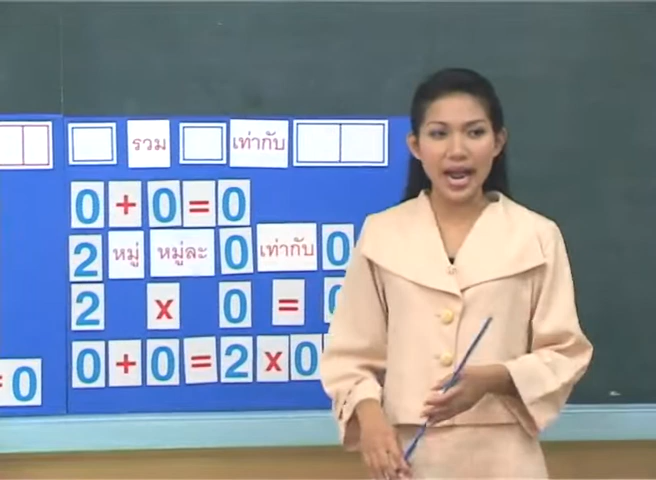 รวม เท่ากับ
0 + 0 = 0
2 หมู่ หมู่ละ 0 เท่ากับ 0
2 x 0 = 0
0 + 0 = 2 x 0
= 0